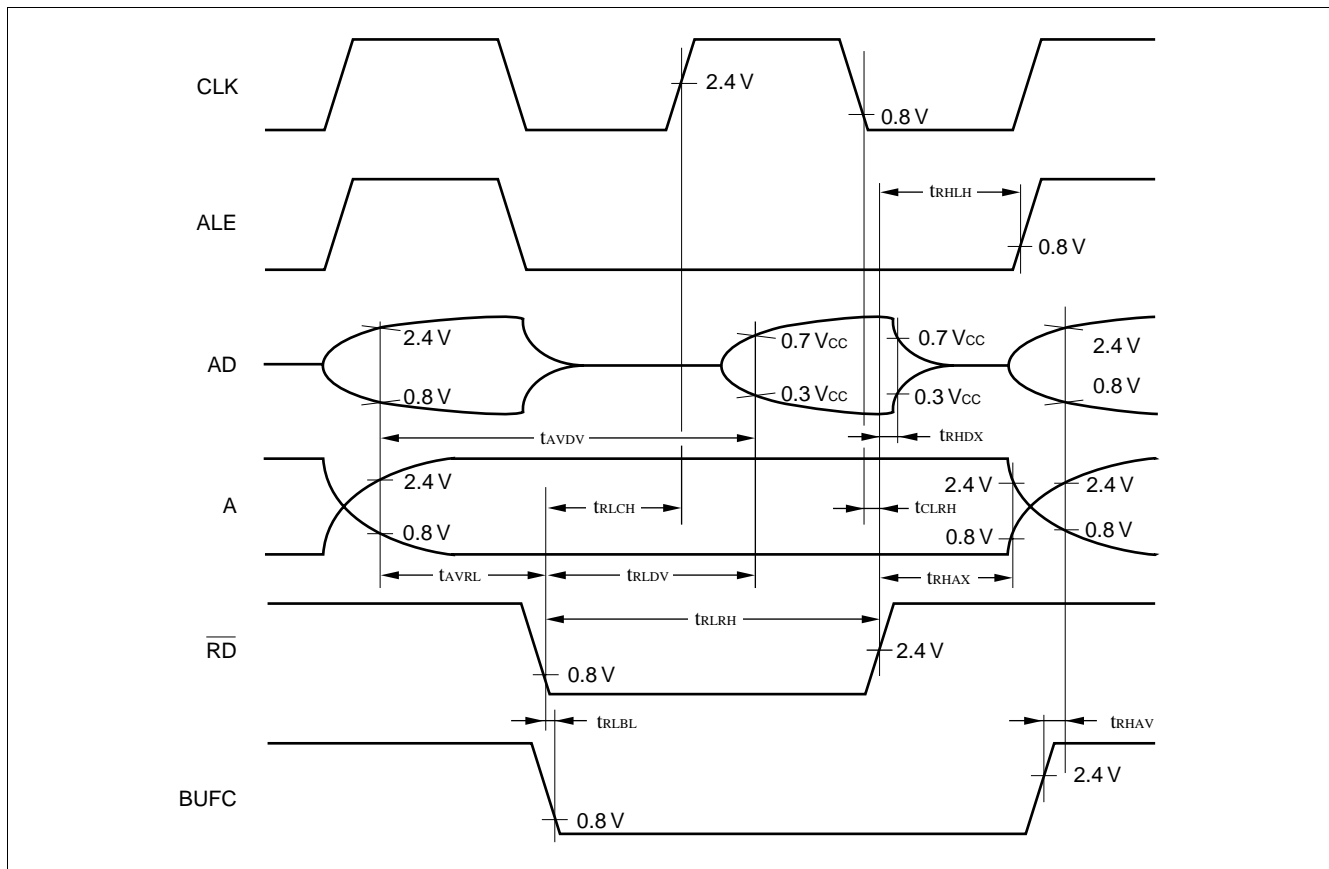 CLK
2.4 V
0.8 V
ALE
tRHLH
0.8 V
AD
2.4 V
0.8 V
0.7 VCC
0.3 VCC
0.7 VCC
0.3 VCC
2.4 V
0.8 V
tAVDV
tRHDX
A
2.4 V
0.8 V
tRLCH
2.4 V
0.8 V
tCLRH
2.4 V
0.8 V
tAVRL
tRLDV
tRHAX
RD
tRLRH
0.8 V
2.4 V
tRLBL
tRHAV
BUFC
0.8 V
2.4 V